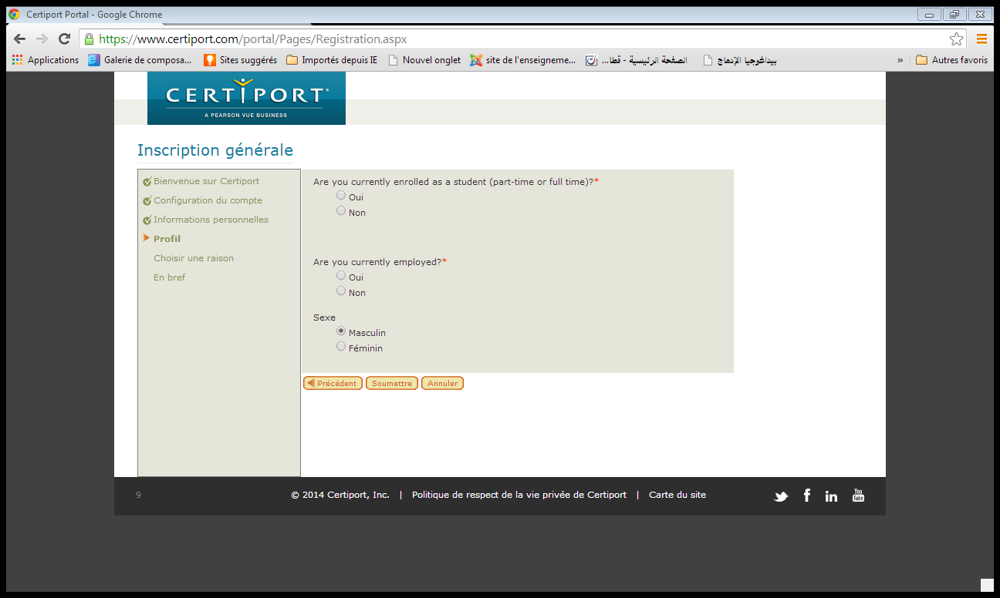 Certiport Portal - Google Chrome
https://www.certiport.com/portal/Pages/Registration.aspx
Applications Galerie de composa... Sites suggérés Importés depuis IE Nouvel onglet site de l'enseigneme... الصفحة الرئيسية - قطا... بيداغوجيا الإدماج » Autres favoris
CERTIPORT®
A PEARSON VUE BUSINESS
Inscription générale
Bienvenue sur Certiport
Configuration du compte
Informations personnelles
Profil
Choisir une raison
En bref
Are you currently enrolled as a student (part-time or full time)?*
Oui
Non
Are you currently employed?*
Oui
Non
Sexe
Masculin
Féminin
Précédent Soumettre Annuler
9 © 2014 Certiport, Inc. | Politique de respect de la vie privée de Certiport | Carte du site
You Tube